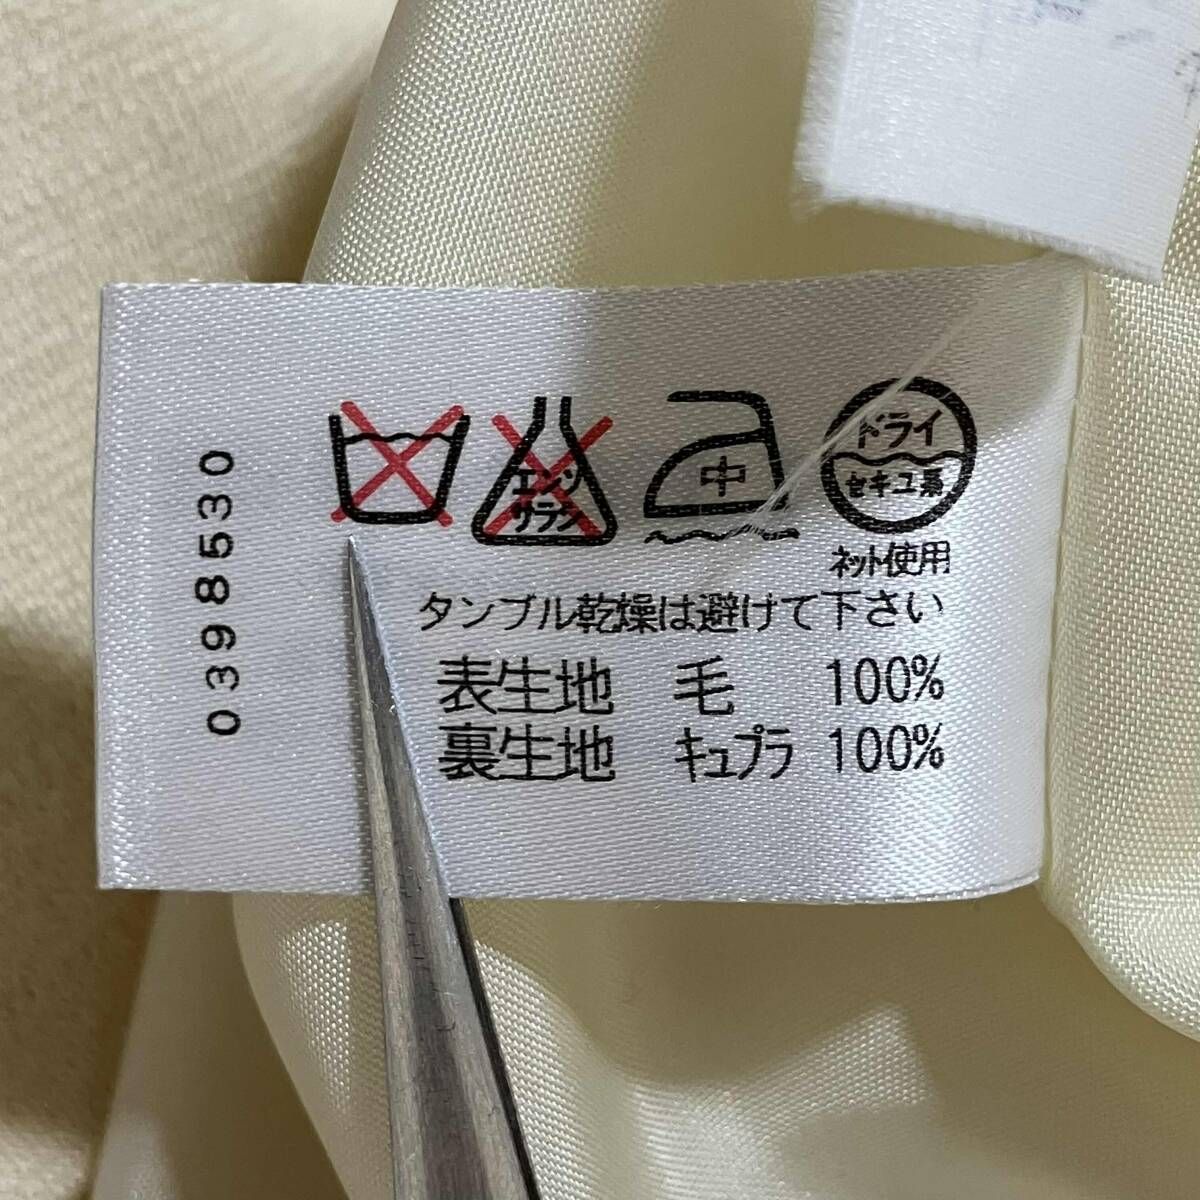 エンソ
サラシ
中
ドライ
セキユ系
ネット使用
タンブル乾燥は避けて下さい
表生地 毛 100%
裏生地 キュプラ 100%
0398530